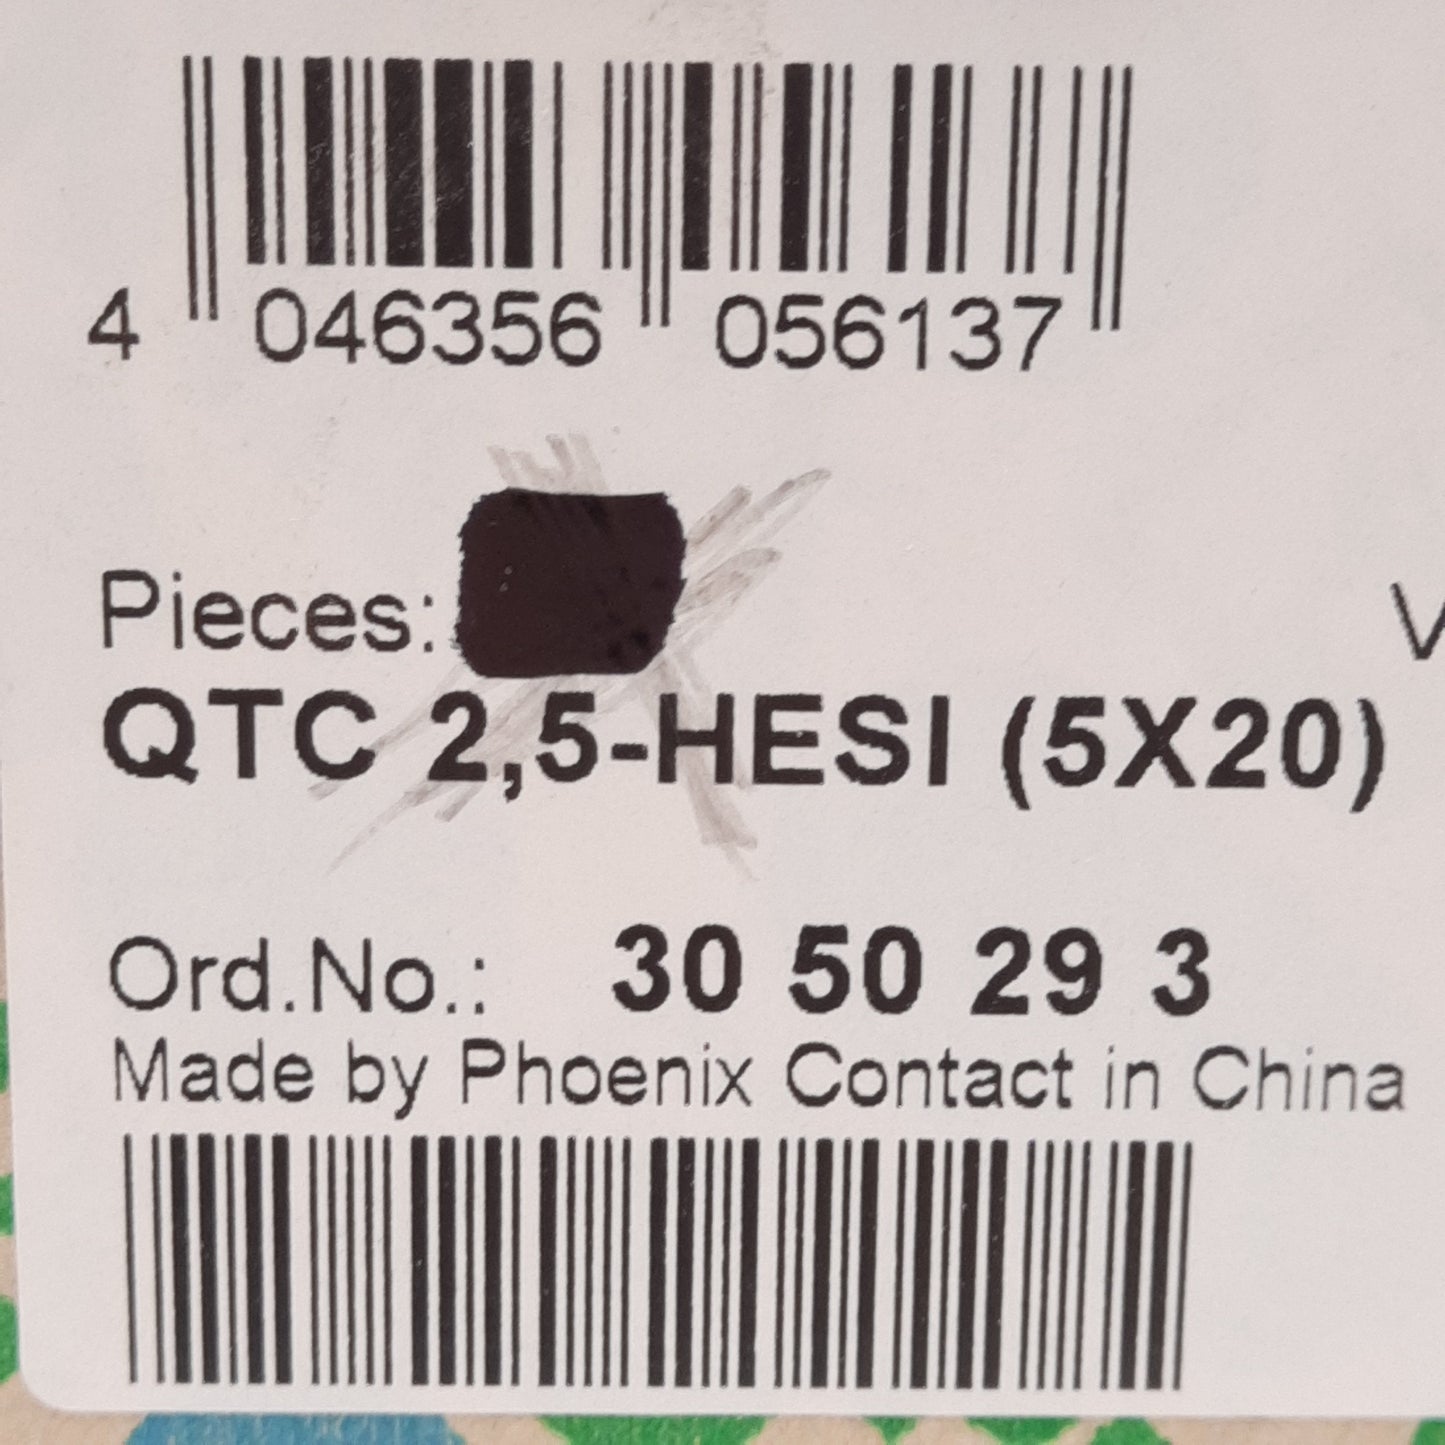 4 046356 056137
Pieces:
QTC 2,5-HESI (5X20)
Ord.No.: 30 50 29 3
Made by Phoenix Contact in China